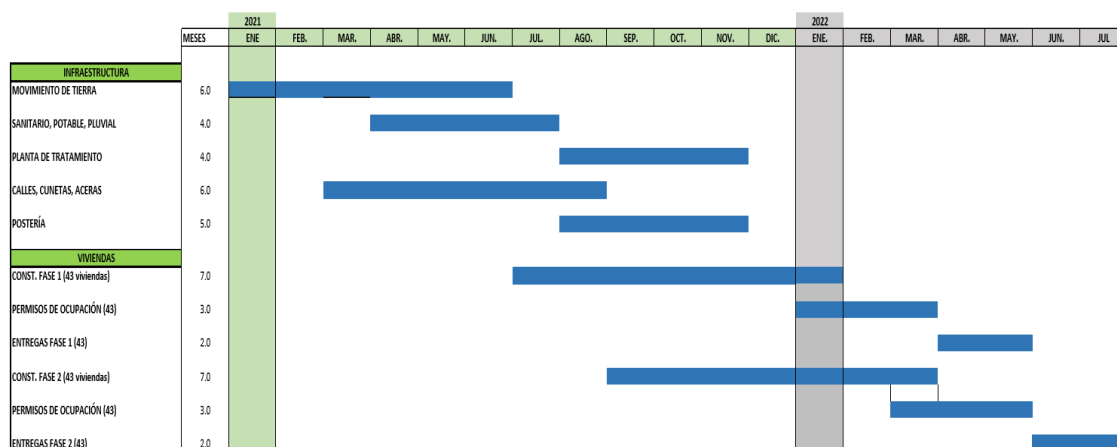 2021 2022
MESES ENE FEB. MAR. ABR. MAY. JUN. JUL. AGO. SEP. OCT. NOV. DIC. ENE. FEB. MAR. ABR. MAY. JUN. JUL
INFRAESTRUCTURA
MOVIMIENTO DE TIERRA 6.0
SANITARIO, POTABLE, PLUVIAL 4.0
PLANTA DE TRATAMIENTO 4.0
CALLES, CUNETAS, ACERAS 6.0
POSTERÍA 5.0
VIVIENDAS
CONST. FASE 1 (43 viviendas) 7.0
PERMISOS DE OCUPACIÓN (43) 3.0
ENTREGAS FASE 1 (43) 2.0
CONST. FASE 2 (43 viviendas) 7.0
PERMISOS DE OCUPACIÓN (43) 3.0
ENTREGAS FASE 2 (43) 2.0